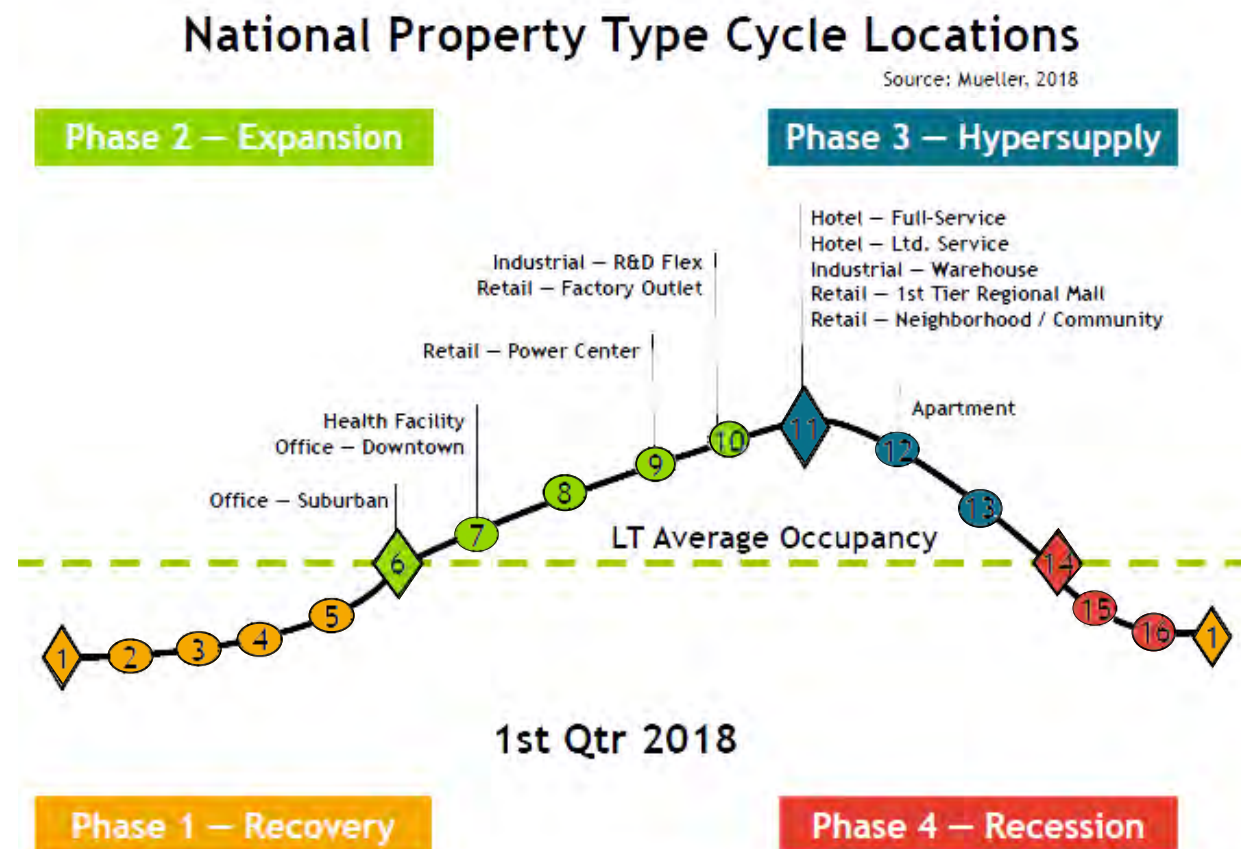 National Property Type Cycle Locations
Source: Mueller, 2018
Phase 2 — Expansion
Phase 3 — Hypersupply
Hotel — Full-Service
Hotel — Ltd. Service
Industrial — Warehouse
Retail — 1st Tier Regional Mall
Retail — Neighborhood / Community
Industrial — R&D Flex
Retail — Factory Outlet
Retail — Power Center
Apartment
Health Facility
Office — Downtown
Office — Suburban
LT Average Occupancy
1
2
3
4
5
6
7
8
9
10
11
12
13
14
15
16
1
1st Qtr 2018
Phase 1 — Recovery
Phase 4 — Recession